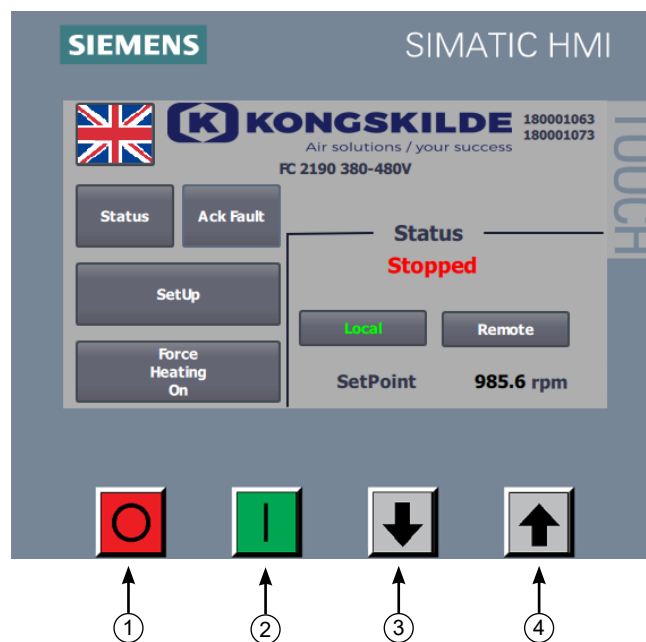 SIEMENS
SIMATIC HMI
TOUCH
K KONGSKILDE
Air solutions / your success
180001063
180001073
FC 2190 380-480V
Status
Ack Fault
SetUp
Force
Heating
On
Status
Stopped
Local
Remote
SetPoint
985.6 rpm
1
2
3
4